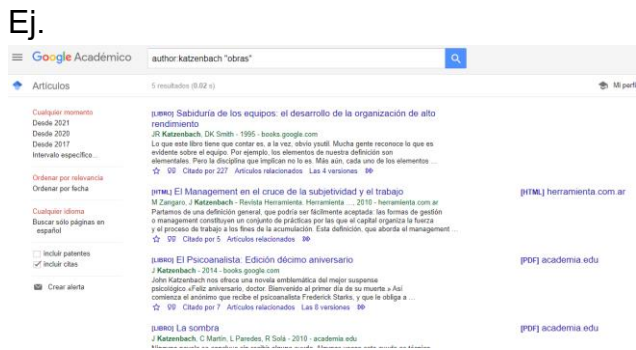 Ej.
Google Académico
author:katzenbach "obras"
Artículos
5 resultados (0.02 s)
Mi perfil
Cualquier momento
Desde 2021
Desde 2020
Desde 2017
Intervalo específico...
Ordenar por relevancia
Ordenar por fecha
Cualquier idioma
Buscar sólo páginas en
español
incluir patentes
incluir citas
Crear alerta
[LIBRO] Sabiduría de los equipos: el desarrollo de la organización de alto
rendimiento
JR Katzenbach, DK Smith - 1995 - books.google.com
Lo que este libro tiene que contar es, a la vez, obvio ysutil. Mucha gente reconoce lo que es
evidente sobre el equipo. Por ejemplo, los elementos de nuestra definición son
elementales. Pero la disciplina que implican no lo es. Más aún, cada uno de los elementos ...
Citado por 227 Artículos relacionados Las 4 versiones
[HTML] El Management en el cruce de la subjetividad y el trabajo
[HTML] herramienta.com.ar
M Zangaro, J Katzenbach - Revista Herramienta. Herramienta ..., 2010 - herramienta.com.ar
Partamos de una definición general, que podría ser fácilmente aceptada: las formas de gestión
o management constituyen un conjunto de prácticas por las que el capital organiza la fuerza
y el proceso de trabajo a los fines de la acumulación. Esta definición, que aborda el management ...
Citado por 5 Artículos relacionados
[LIBRO] El Psicoanalista: Edición décimo aniversario
[PDF] academia.edu
J Katzenbach - 2014 - books.google.com
John Katzenbach nos ofrece una novela emblemática del mejor suspense
psicológico «Feliz aniversario, doctor. Bienvenido al primer día de su muerte.» Así
comienza el anónimo que recibe el psicoanalista Frederick Starks, y que le obliga a ...
Citado por 7 Artículos relacionados Las 6 versiones
[LIBRO] La sombra
[PDF] academia.edu
J Katzenbach, C Martín, L Paredes, R Solà - 2010 - academia.edu